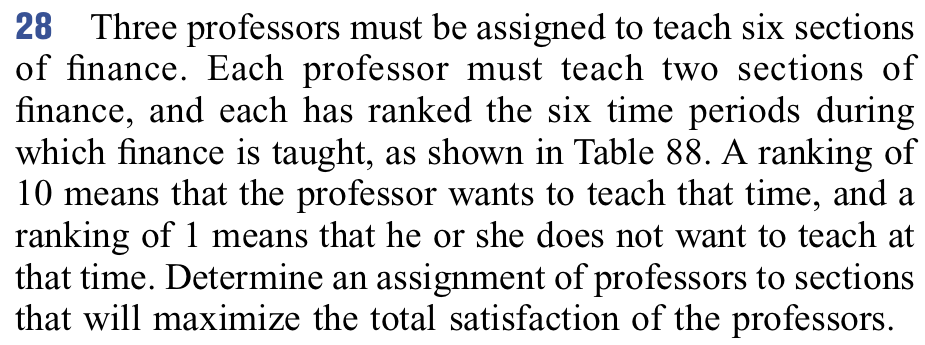 28 Three professors must be assigned to teach six sections
of finance. Each professor must teach two sections of
finance, and each has ranked the six time periods during
which finance is taught, as shown in Table 88. A ranking of
10 means that the professor wants to teach that time, and a
ranking of 1 means that he or she does not want to teach at
that time. Determine an assignment of professors to sections
that will maximize the total satisfaction of the professors.